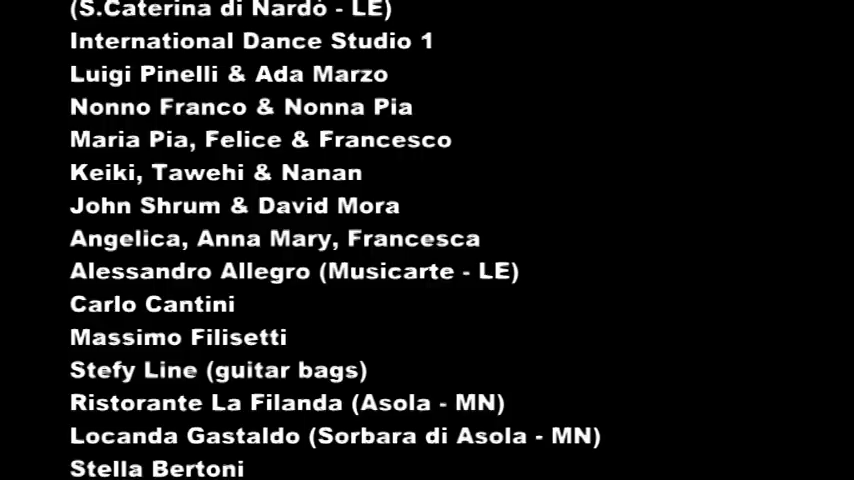 (S.Caterina di Nardò - LE)
International Dance Studio 1
Luigi Pinelli & Ada Marzo
Nonno Franco & Nonna Pia
Maria Pia, Felice & Francesco
Keiki, Tawehi & Nanan
John Shrum & David Mora
Angelica, Anna Mary, Francesca
Alessandro Allegro (Musicarte - LE)
Carlo Cantini
Massimo Filisetti
Stefy Line (guitar bags)
Ristorante La Filanda (Asola - MN)
Locanda Gastaldo (Sorbara di Asola - MN)
Stella Bertoni